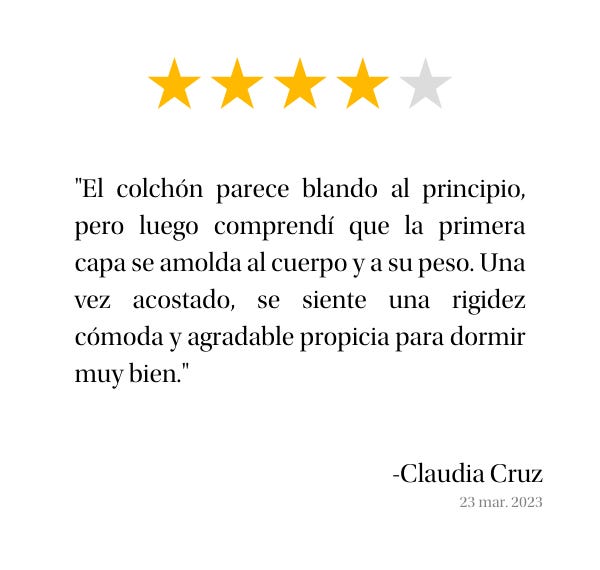 "El colchón parece blando al principio,
pero luego comprendí que la primera
capa se amolda al cuerpo y a su peso. Una
vez acostado, se siente una rigidez
cómoda y agradable propicia para dormir
muy bien."
-Claudia Cruz
23 mar. 2023